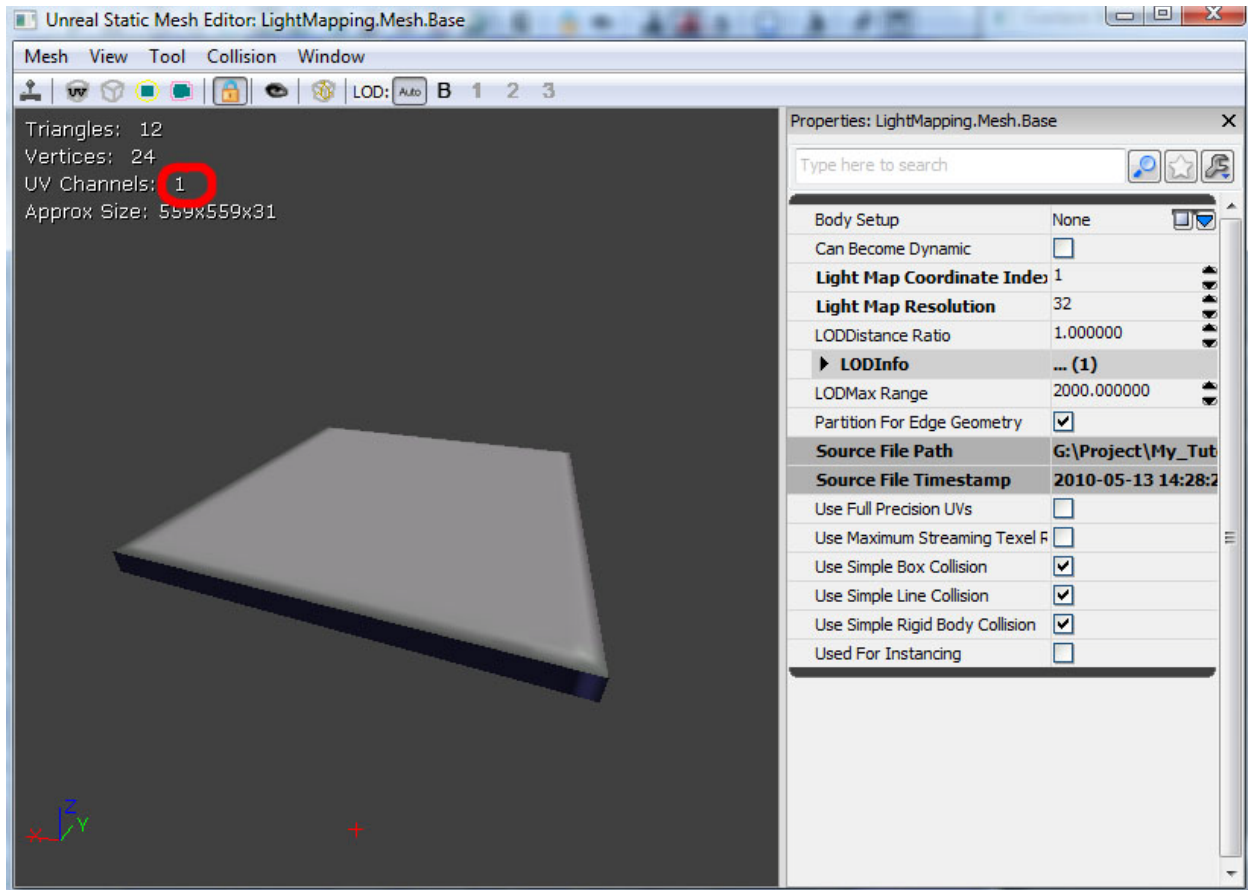 Unreal Static Mesh Editor: LightMapping.Mesh.Base
Mesh View Tool Collision Window
UV LOD: Auto B 1 2 3
Triangles: 12
Vertices: 24
UV Channels: 1
Approx Size: 559x559x31
Z
X Y
Properties: LightMapping.Mesh.Base
Type here to search
Body Setup None
Can Become Dynamic
Light Map Coordinate Index 1
Light Map Resolution 32
LODDistance Ratio 1.000000
LODInfo ... (1)
LODMax Range 2000.000000
Partition For Edge Geometry
Source File Path G:\Project\My_Tut
Source File Timestamp 2010-05-13 14:28:2
Use Full Precision UVs
Use Maximum Streaming Texel R
Use Simple Box Collision
Use Simple Line Collision
Use Simple Rigid Body Collision
Used For Instancing